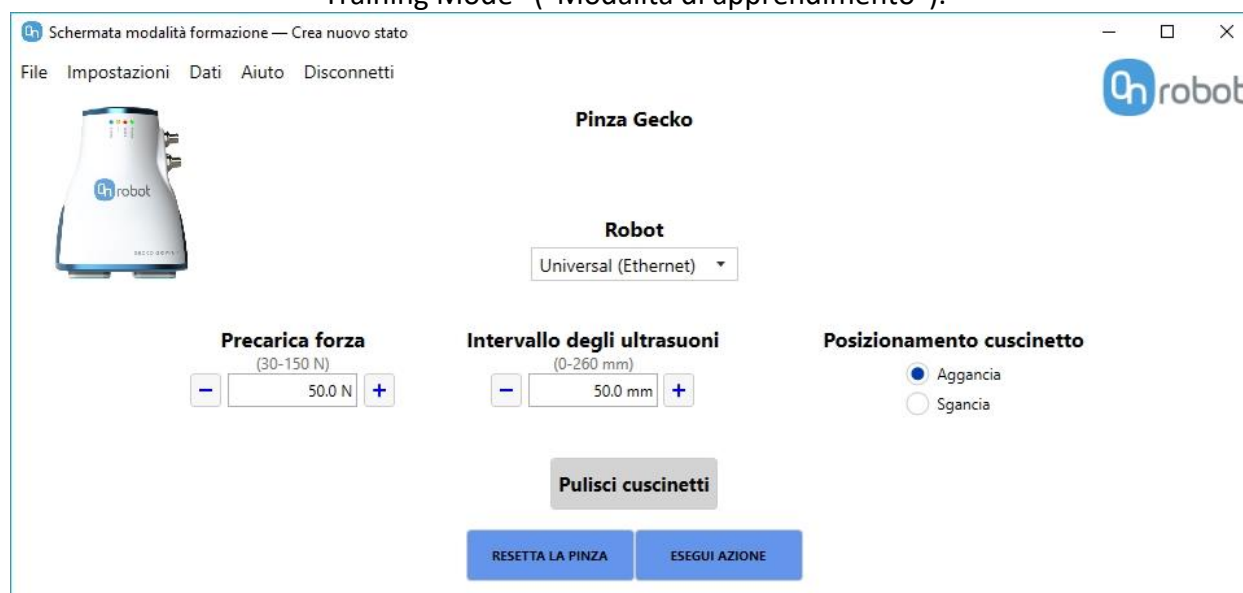 "Training Mode" ("Modalità di apprendimento").
Schermata modalità formazione — Crea nuovo stato
File Impostazioni Dati Aiuto Disconnetti
On robot
Pinza Gecko
On robot
Robot
Universal (Ethernet)
Precarica forza
(30-150 N)
50.0 N
Intervallo degli ultrasuoni
(0-260 mm)
50.0 mm
Posizionamento cuscinetto
Aggancia
Sgancia
Pulisci cuscinetti
RESETTA LA PINZA
ESEGUI AZIONE